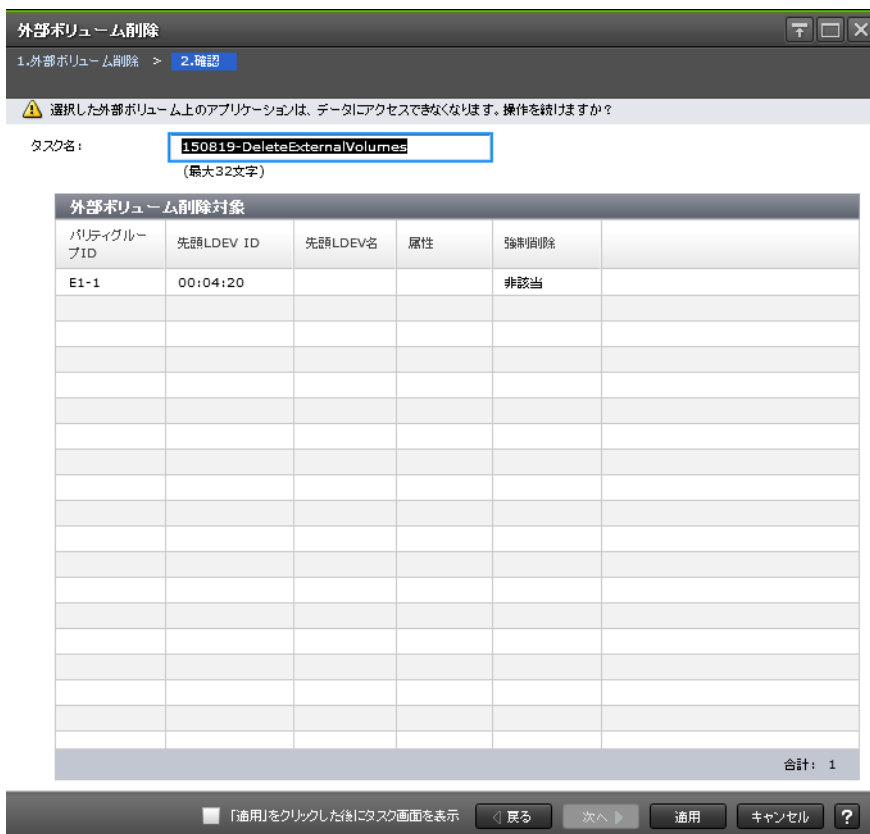 外部ボリューム削除
1.外部ボリューム削除 > 2.確認
選択した外部ボリューム上のアプリケーションは、データにアクセスできなくなります。操作を続けますか？
タスク名： 150819-DeleteExternalVolumes
(最大32文字)
外部ボリューム削除対象
パリティグルー
プID 先頭LDEV ID 先頭LDEV名 属性 強制削除
E1-1 00:04:20 非該当
合計： 1
「適用」をクリックした後にタスク画面を表示 戻る 次へ 適用 キャンセル ?